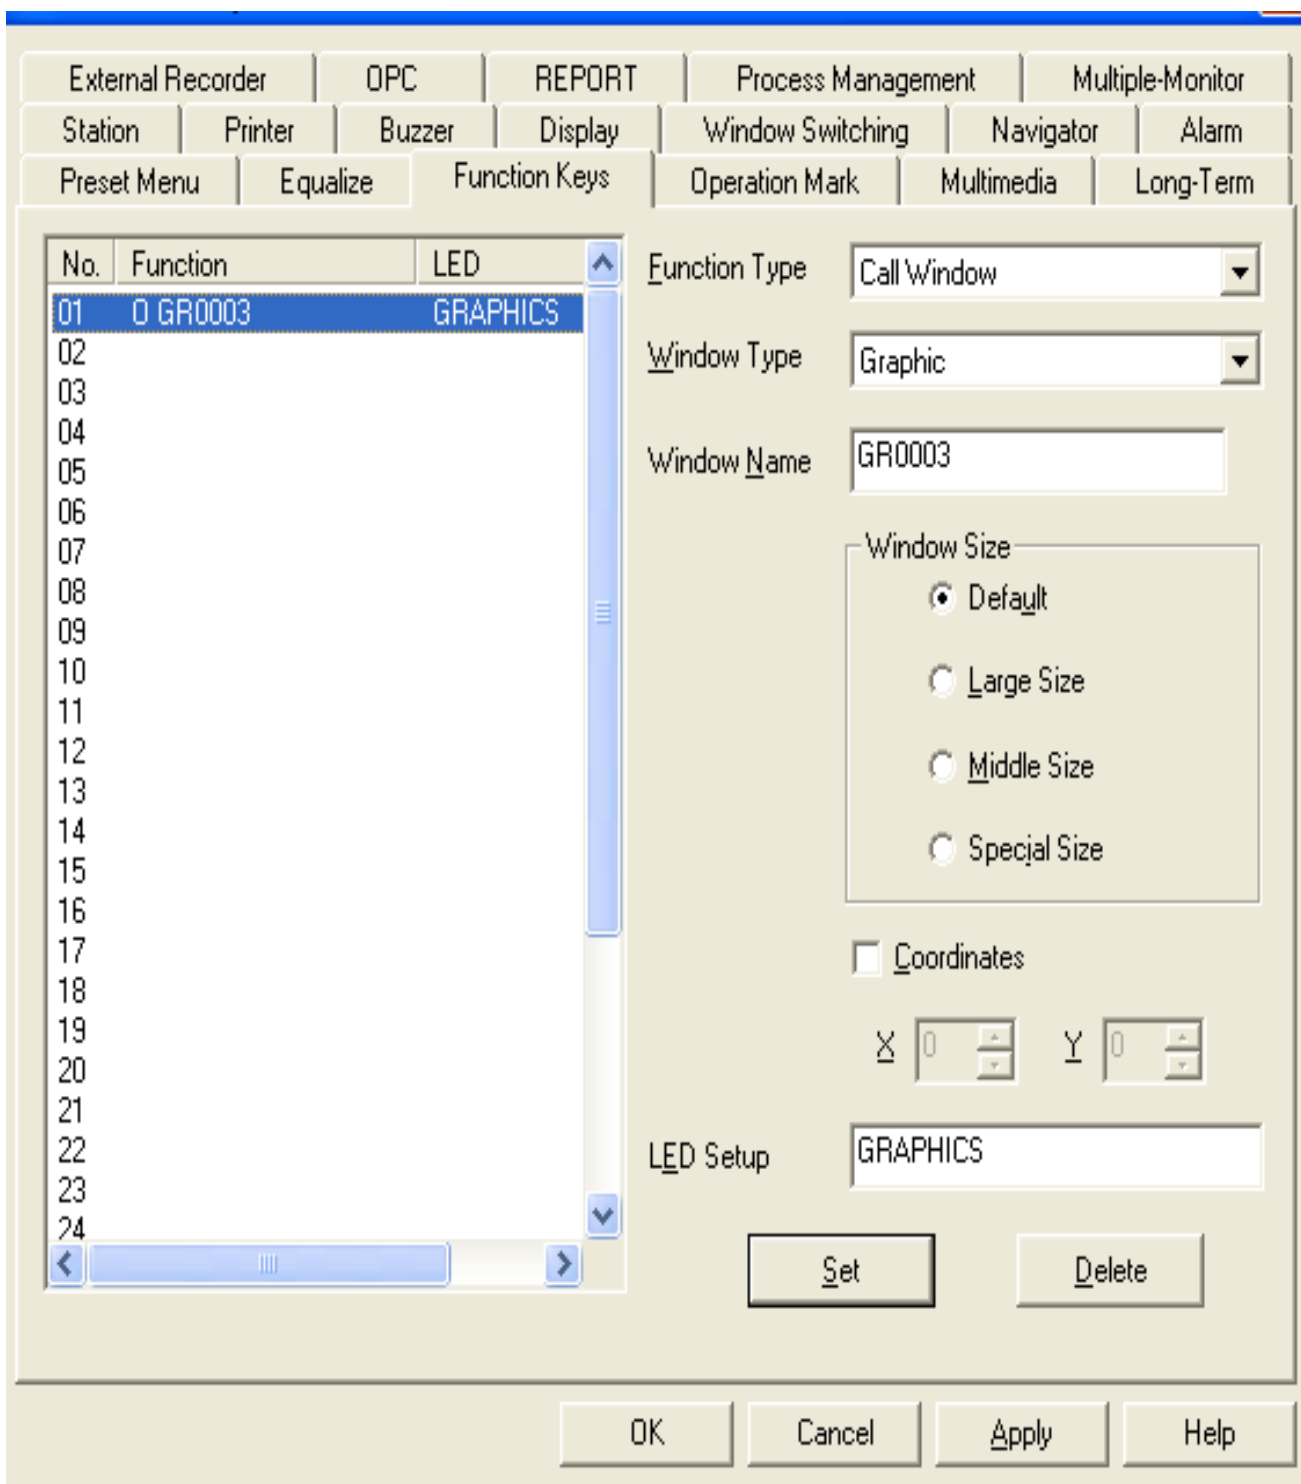 External Recorder OPC REPORT Process Management Multiple-Monitor
Station Printer Buzzer Display Window Switching Navigator Alarm
Preset Menu Equalize Function Keys Operation Mark Multimedia Long-Term
No. Function LED
01 O GR0003 GRAPHICS
02
03
04
05
06
07
08
09
10
11
12
13
14
15
16
17
18
19
20
21
22
23
24
Function Type Call Window
Window Type Graphic
Window Name GR0003
Window Size
Default
Large Size
Middle Size
Special Size
Coordinates
X 0 Y 0
LED Setup GRAPHICS
Set Delete
OK Cancel Apply Help